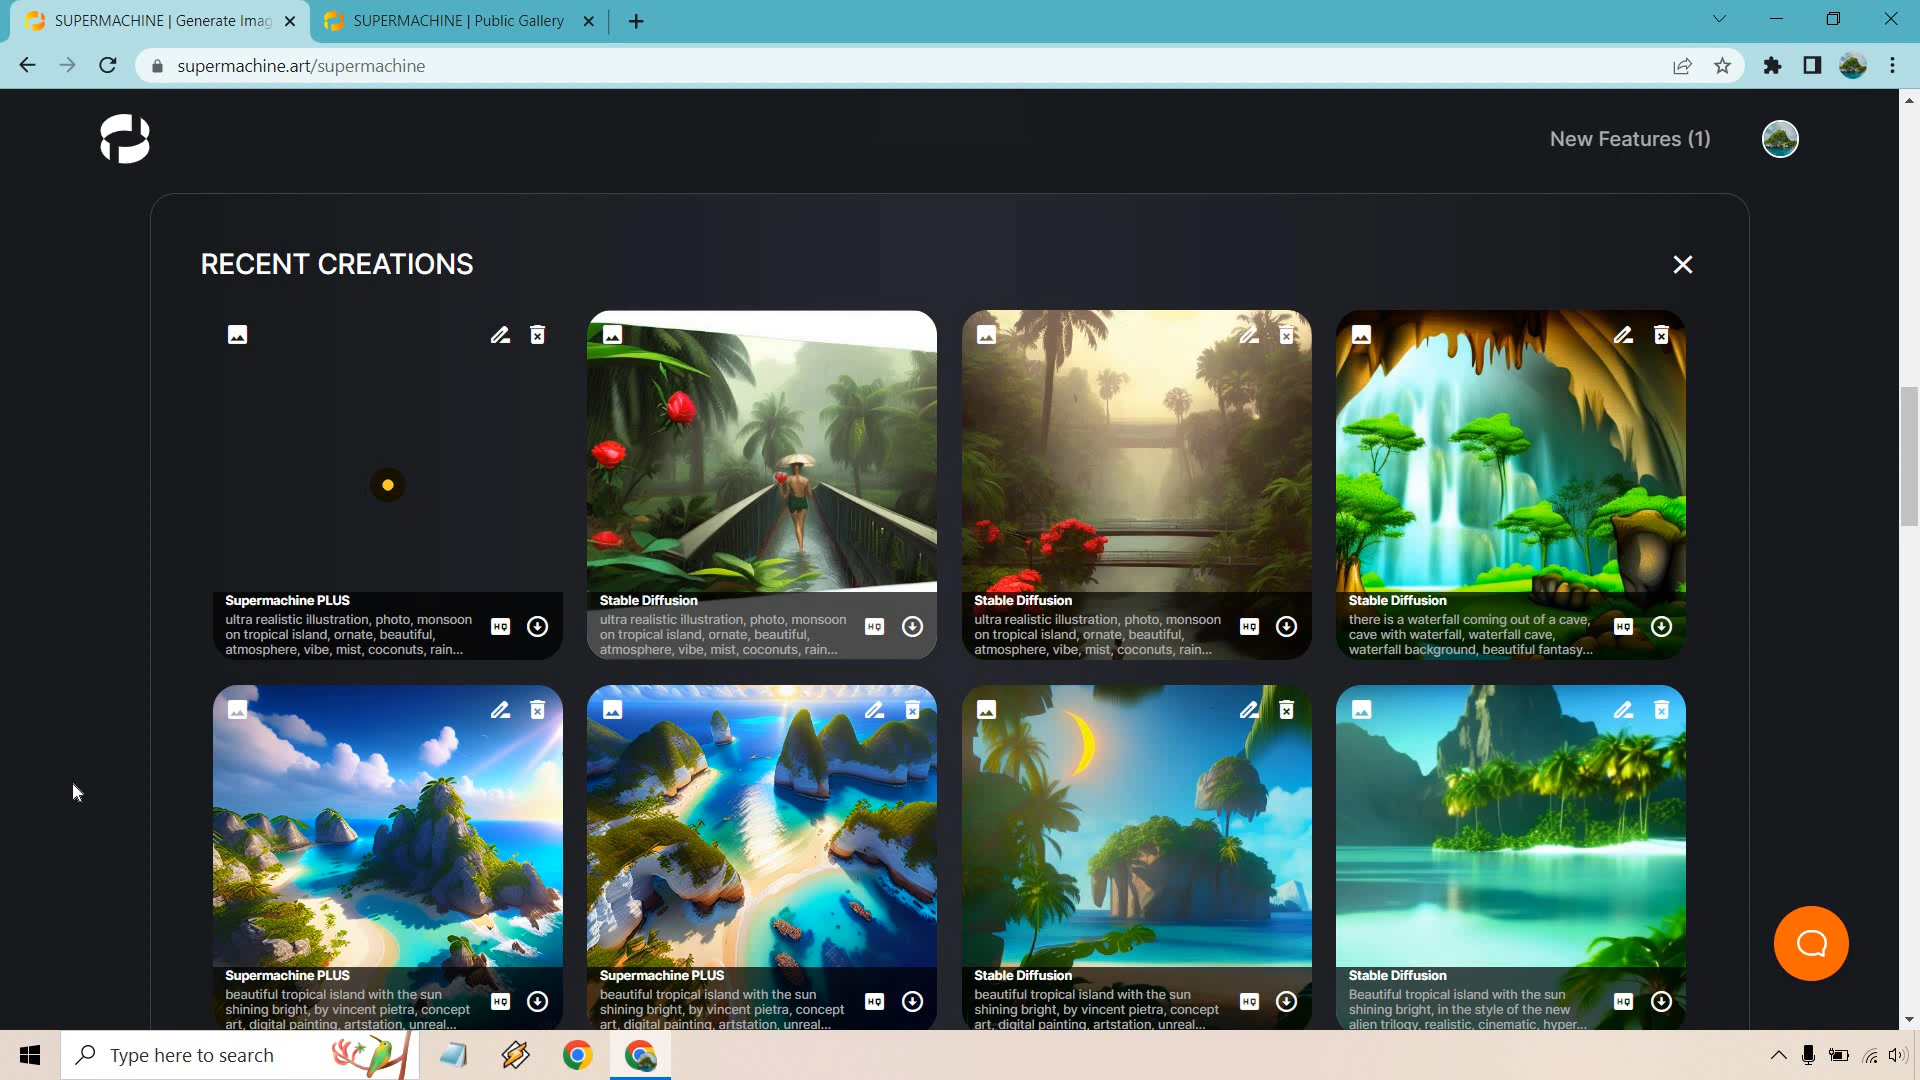 SUPERMACHINE | Generate Imag
SUPERMACHINE | Public Gallery
supermachine.art/supermachine
New Features (1)
RECENT CREATIONS
Supermachine PLUS
ultra realistic illustration, photo, monsoon
on tropical island, ornate, beautiful,
atmosphere, vibe, mist, coconuts, rain...
HQ
Stable Diffusion
ultra realistic illustration, photo, monsoon
on tropical island, ornate, beautiful,
atmosphere, vibe, mist, coconuts, rain...
HQ
Stable Diffusion
ultra realistic illustration, photo, monsoon
on tropical island, ornate, beautiful,
atmosphere, vibe, mist, coconuts, rain...
HQ
Stable Diffusion
there is a waterfall coming out of a cave,
cave with waterfall, waterfall cave,
waterfall background, beautiful fantasy...
HQ
Supermachine PLUS
beautiful tropical island with the sun
shining bright, by vincent pietra, concept
art, digital painting, artstation, unreal...
HQ
Supermachine PLUS
beautiful tropical island with the sun
shining bright, by vincent pietra, concept
art, digital painting, artstation, unreal...
HQ
Stable Diffusion
beautiful tropical island with the sun
shining bright, by vincent pietra, concept
art, digital painting, artstation, unreal...
HQ
Stable Diffusion
Beautiful tropical island with the sun
shining bright, in the style of the new
alien trilogy, realistic, cinematic, hyper...
HQ
Type here to search